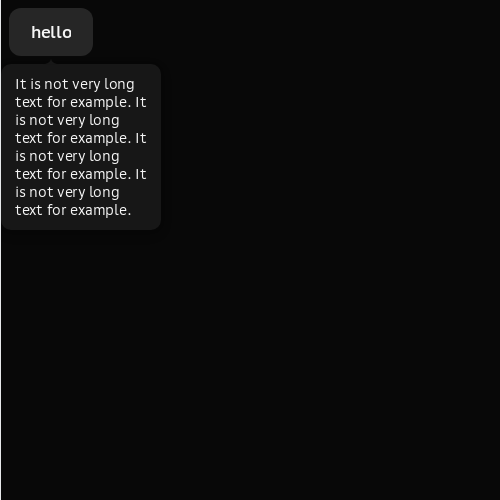 hello
It is not very long
text for example. It
is not very long
text for example. It
is not very long
text for example. It
is not very long
text for example.